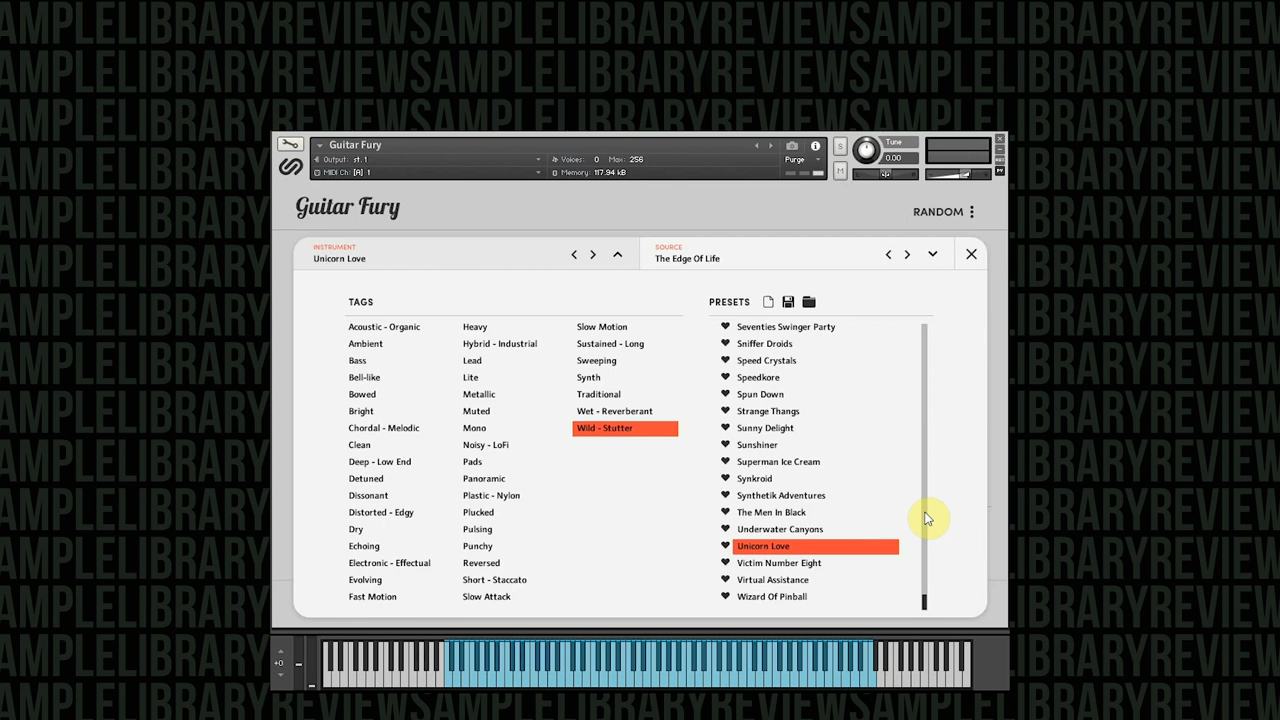 SAMPLELIBRARYREVIEWS
Guitar Fury
Output: st. 1
Voices: 0 Max: 256
Purge
MIDI Ch: [A] 1
Memory: 117.94 kB
S
M
Tune
0.00
Guitar Fury
RANDOM
INSTRUMENT
Unicorn Love
SOURCE
The Edge Of Life
TAGS
Acoustic - Organic
Ambient
Bass
Bell-like
Bowed
Bright
Chordal - Melodic
Clean
Deep - Low End
Detuned
Dissonant
Distorted - Edgy
Dry
Echoing
Electronic - Effectual
Evolving
Fast Motion
Heavy
Hybrid - Industrial
Lead
Lite
Metallic
Muted
Mono
Noisy - LoFi
Pads
Panoramic
Plastic - Nylon
Plucked
Pulsing
Punchy
Reversed
Short - Staccato
Slow Attack
Slow Motion
Sustained - Long
Sweeping
Synth
Traditional
Wet - Reverberant
Wild - Stutter
PRESETS
Seventies Swinger Party
Sniffer Droids
Speed Crystals
Speedkore
Spun Down
Strange Thangs
Sunny Delight
Sunshiner
Superman Ice Cream
Synkroid
Synthetik Adventures
The Men In Black
Underwater Canyons
Unicorn Love
Victim Number Eight
Virtual Assistance
Wizard Of Pinball
+0